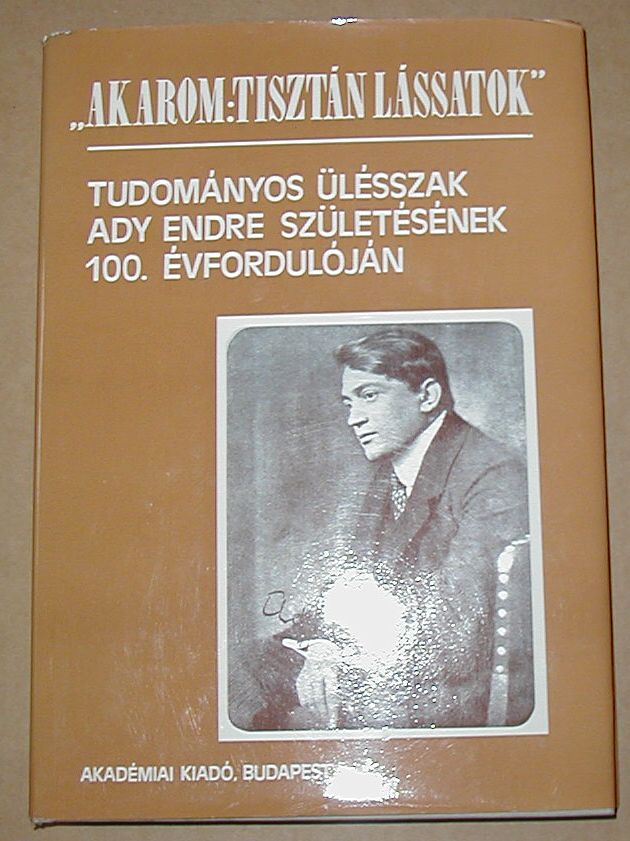 „AKAROM: TISZTÁN LÁSSATOK”
TUDOMÁNYOS ÜLÉSSZAK
ADY ENDRE SZÜLETÉSÉNEK
100. ÉVFORDULÓJÁN
AKADÉMIAI KIADÓ, BUDAPEST